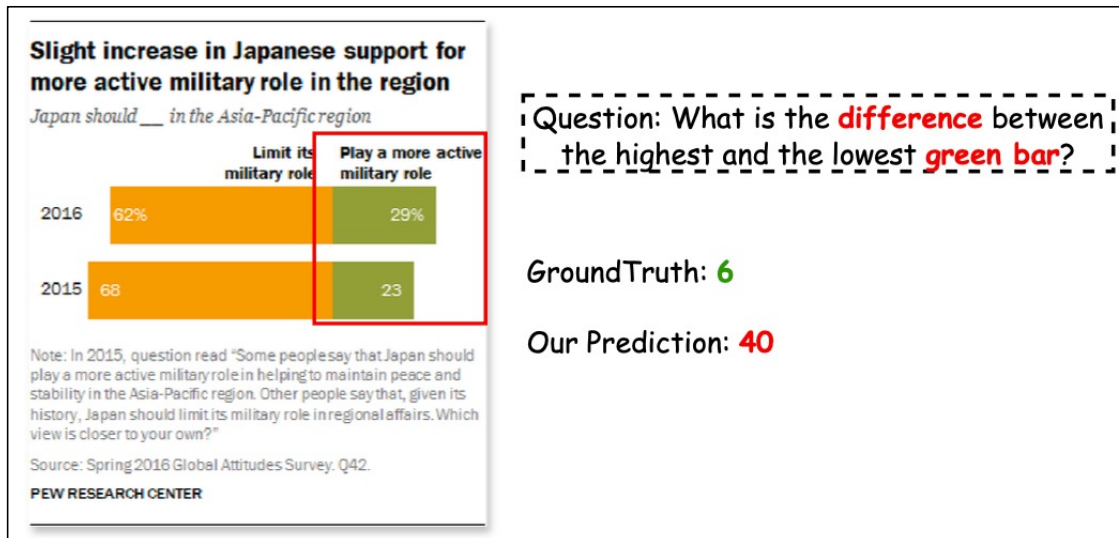 Slight increase in Japanese support for
more active military role in the region
Japan should __ in the Asia-Pacific region
Limit its
military role
Play a more active
military role
2016 62% 29%
2015 68 23
Note: In 2015, question read “Some people say that Japan should
play a more active military role in helping to maintain peace and
stability in the Asia-Pacific region. Other people say that, given its
history, Japan should limit its military role in regional affairs. Which
view is closer to your own?”
Source: Spring 2016 Global Attitudes Survey. Q42.
PEW RESEARCH CENTER
Question: What is the difference between
the highest and the lowest green bar?
GroundTruth: 6
Our Prediction: 40